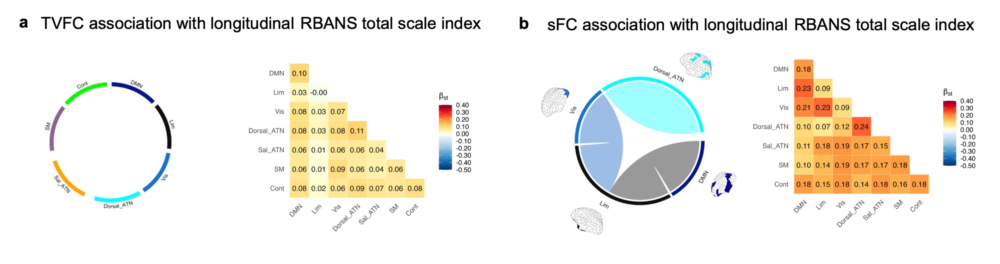 a TVFC association with longitudinal RBANS total scale index
Cont
DMN
Lim
Vis
Dorsal_ATN
Sal_ATN
SM
DMN 0.10
Lim 0.03 -0.00
Vis 0.08 0.03 0.07
Dorsal_ATN 0.08 0.03 0.08 0.11
Sal_ATN 0.06 0.01 0.06 0.06 0.04
SM 0.06 0.01 0.09 0.06 0.04 0.06
Cont 0.08 0.02 0.06 0.09 0.07 0.06 0.08
DMN Lim Vis Dorsal_ATN Sal_ATN SM Cont
βst
0.40
0.30
0.20
0.10
0.00
-0.10
-0.20
-0.30
-0.40
-0.50
b sFC association with longitudinal RBANS total scale index
Dorsal_ATN
Vis
DMN
Lim
DMN 0.18
Lim 0.23 0.09
Vis 0.21 0.23 0.09
Dorsal_ATN 0.10 0.07 0.12 0.24
Sal_ATN 0.11 0.18 0.19 0.17 0.15
SM 0.10 0.14 0.19 0.17 0.17 0.18
Cont 0.18 0.15 0.18 0.14 0.18 0.16 0.18
DMN Lim Vis Dorsal_ATN Sal_ATN SM Cont
βst
0.40
0.30
0.20
0.10
0.00
-0.10
-0.20
-0.30
-0.40
-0.50